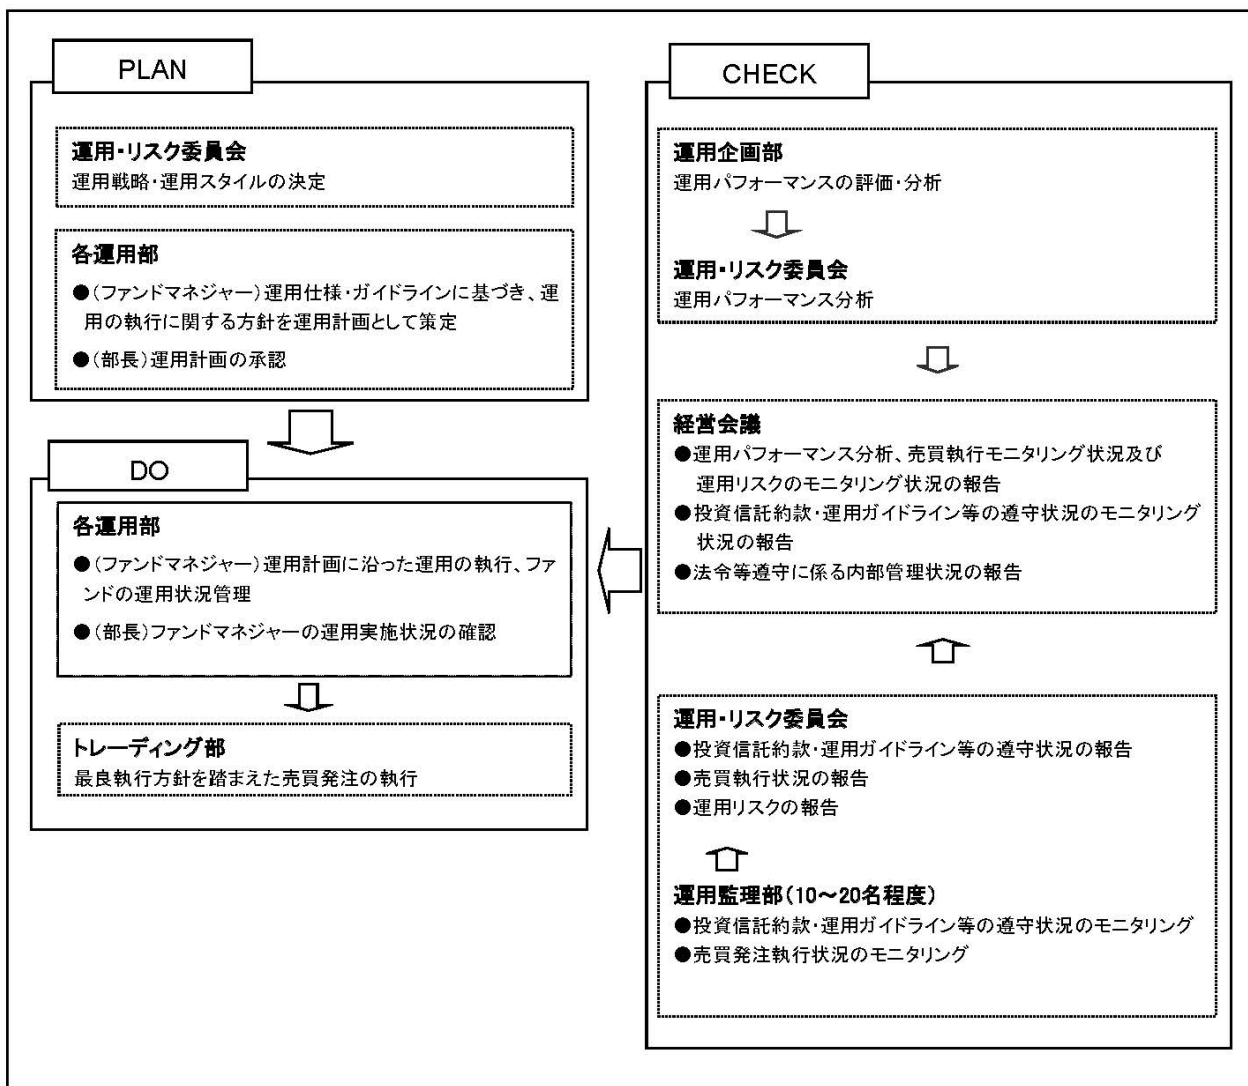 PLAN
運用・リスク委員会
運用戦略・運用スタイルの決定
各運用部
●(ファンドマネジャー)運用仕様・ガイドラインに基づき、運
用の執行に関する方針を運用計画として策定
●(部長)運用計画の承認
DO
各運用部
●(ファンドマネジャー)運用計画に沿った運用の執行、ファ
ンドの運用状況管理
●(部長)ファンドマネジャーの運用実施状況の確認
トレーディング部
最良執行方針を踏まえた売買発注の執行
CHECK
運用企画部
運用パフォーマンスの評価・分析
運用・リスク委員会
運用パフォーマンス分析
経営会議
●運用パフォーマンス分析、売買執行モニタリング状況及び
運用リスクのモニタリング状況の報告
●投資信託約款・運用ガイドライン等の遵守状況のモニタリング
状況の報告
●法令等遵守に係る内部管理状況の報告
運用・リスク委員会
●投資信託約款・運用ガイドライン等の遵守状況の報告
●売買執行状況の報告
●運用リスクの報告
運用監理部(10～20名程度)
●投資信託約款・運用ガイドライン等の遵守状況のモニタリング
●売買発注執行状況のモニタリング